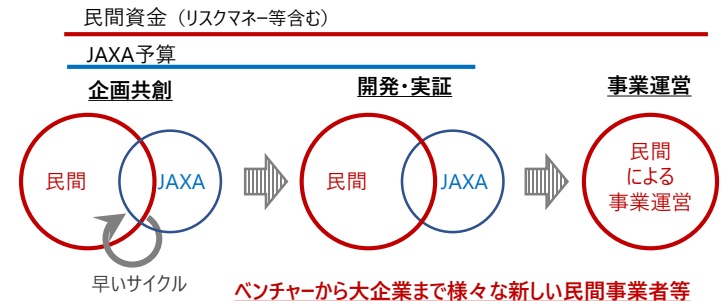 民間資金（リスクマネー等含む）
JAXA予算
企画共創
開発・実証
事業運営
民間
JAXA
民間
JAXA
民間
による
事業運営
早いサイクル
ベンチャーから大企業まで様々な新しい民間事業者等